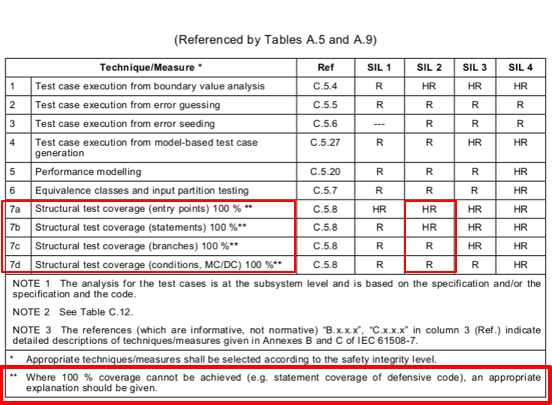 (Referenced by Tables A.5 and A.9)
Technique/Measure * Ref SIL 1 SIL 2 SIL 3 SIL 4
1 Test case execution from boundary value analysis C.5.4 R HR HR HR
2 Test case execution from error guessing C.5.5 R R R R
3 Test case execution from error seeding C.5.6 --- R R R
4 Test case execution from model-based test case C.5.27 R R HR HR
generation
5 Performance modelling C.5.20 R R R HR
6 Equivalence classes and input partition testing C.5.7 R R R HR
7a Structural test coverage (entry points) 100 % ** C.5.8 HR HR HR HR
7b Structural test coverage (statements) 100 %** C.5.8 R HR HR HR
7c Structural test coverage (branches) 100 %** C.5.8 R R HR HR
7d Structural test coverage (conditions, MC/DC) 100 %** C.5.8 R R R HR
NOTE 1 The analysis for the test cases is at the subsystem level and is based on the specification and/or the
specification and the code.
NOTE 2 See Table C.12.
NOTE 3 The references (which are informative, not normative) “B.x.x.x”, “C.x.x.x” in column 3 (Ref.) indicate
detailed descriptions of techniques/measures given in Annexes B and C of IEC 61508-7.
* Appropriate techniques/measures shall be selected according to the safety integrity level.
** Where 100 % coverage cannot be achieved (e.g. statement coverage of defensive code), an appropriate
explanation should be given.